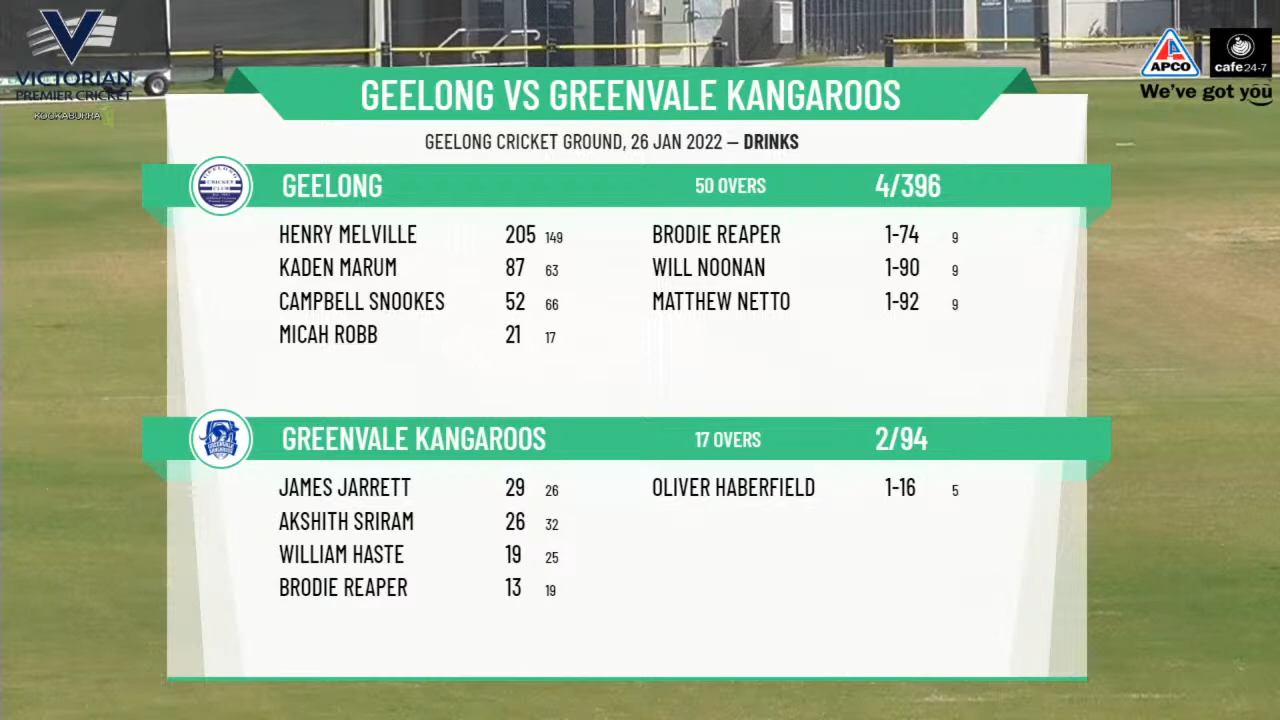 VICTORIAN
PREMIER CRICKET
KOOKABURRA
APCO
cafe24-7
We've got you
GEELONG VS GREENVALE KANGAROOS
GEELONG CRICKET GROUND, 26 JAN 2022 – DRINKS
GEELONG 50 OVERS 4/396
HENRY MELVILLE 205 149 BRODIE REAPER 1-74 9
KADEN MARUM 87 63 WILL NOONAN 1-90 9
CAMPBELL SNOOKES 52 66 MATTHEW NETTO 1-92 9
MICAH ROBB 21 17
GREENVALE KANGAROOS 17 OVERS 2/94
JAMES JARRETT 29 26 OLIVER HABERFIELD 1-16 5
AKSHITH SRIRAM 26 32
WILLIAM HASTE 19 25
BRODIE REAPER 13 19